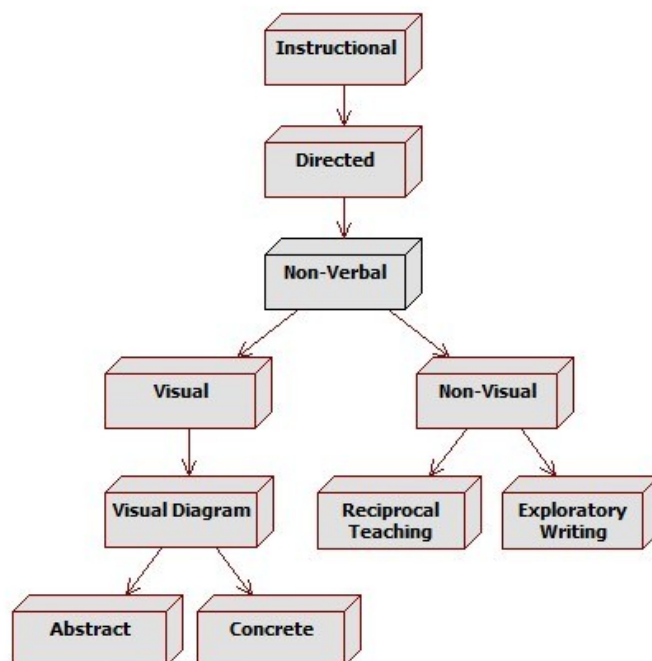 Instructional
Directed
Non-Verbal
Visual
Non-Visual
Visual Diagram
Reciprocal
Teaching
Exploratory
Writing
Abstract
Concrete